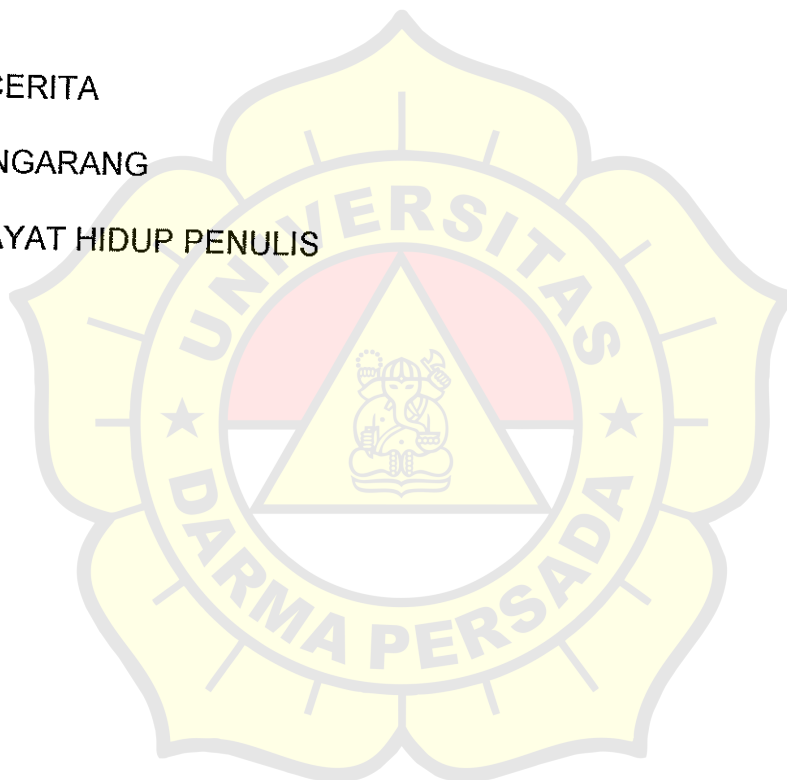 CERITA
NGARANG
AYAT HIDUP PENULIS
UNIVERSITAS
DARMA PERSADA